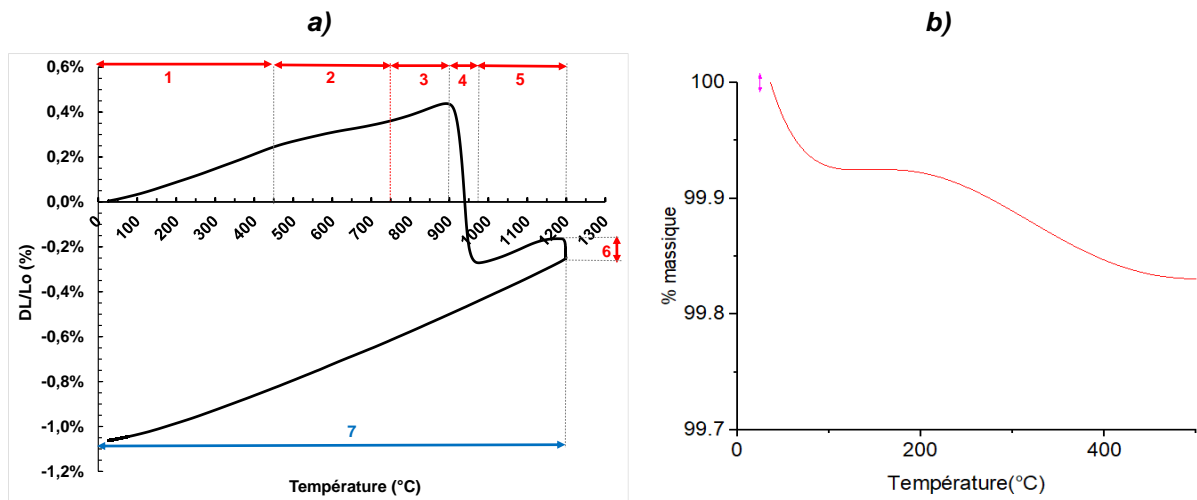 a)
0,6%
0,4%
0,2%
0,0%
-0,2%
-0,4%
-0,6%
-0,8%
-1,0%
-1,2%
DL/Lo (%)
1 2 3 4 5
0 100 200 300 400 500 600 700 800 900 1000 1100 1200 1300
6
7
Température (°C)
b)
100
99.9
99.8
99.7
% massique
0 200 400
Température(°C)